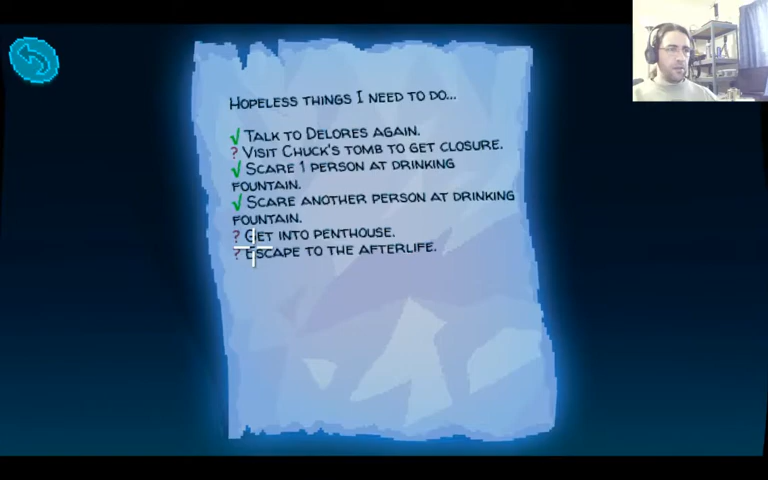 HOPELESS THINGS I NEED TO DO...
√ TALK TO DELORES AGAIN.
? VISIT CHUCK'S TOMB TO GET CLOSURE.
√ SCARE 1 PERSON AT DRINKING
FOUNTAIN.
√ SCARE ANOTHER PERSON AT DRINKING
FOUNTAIN.
? GET INTO PENTHOUSE.
? ESCAPE TO THE AFTERLIFE.